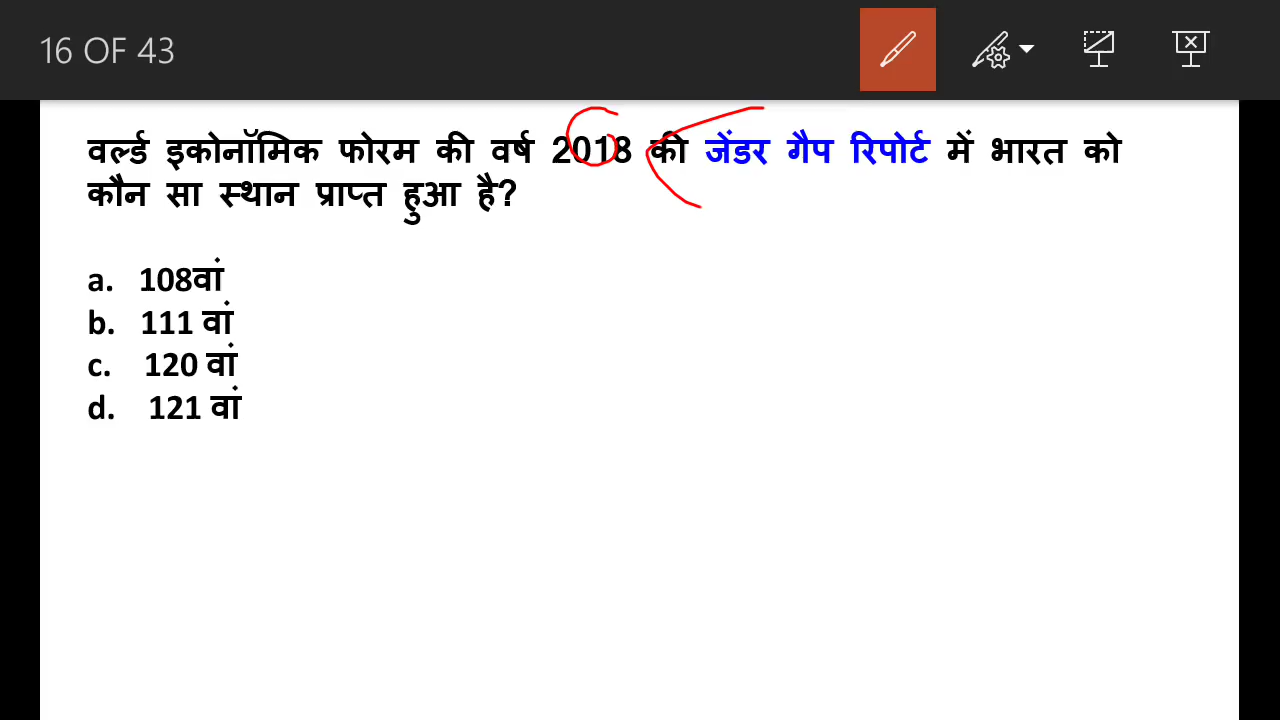 16 OF 43
वर्ल्ड इकोनॉमिक फोरम की वर्ष 2018 की जेंडर गैप रिपोर्ट में भारत को
कौन सा स्थान प्राप्त हुआ है?
a. 108वां
b. 111 वां
c. 120 वां
d. 121 वां